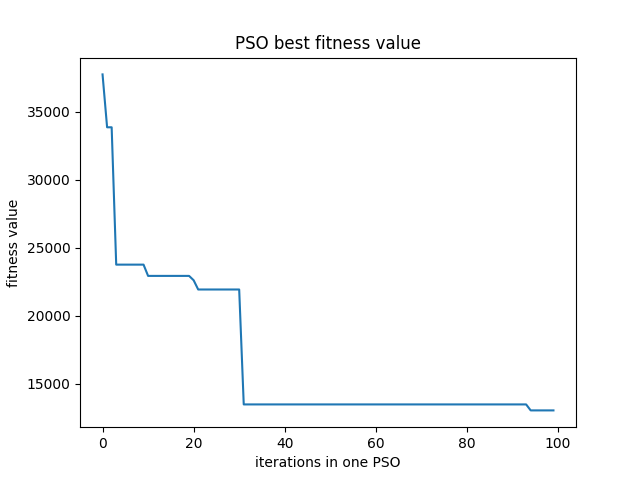 PSO best fitness value
35000
30000
25000
20000
15000
fitness value
0 20 40 60 80 100
iterations in one PSO